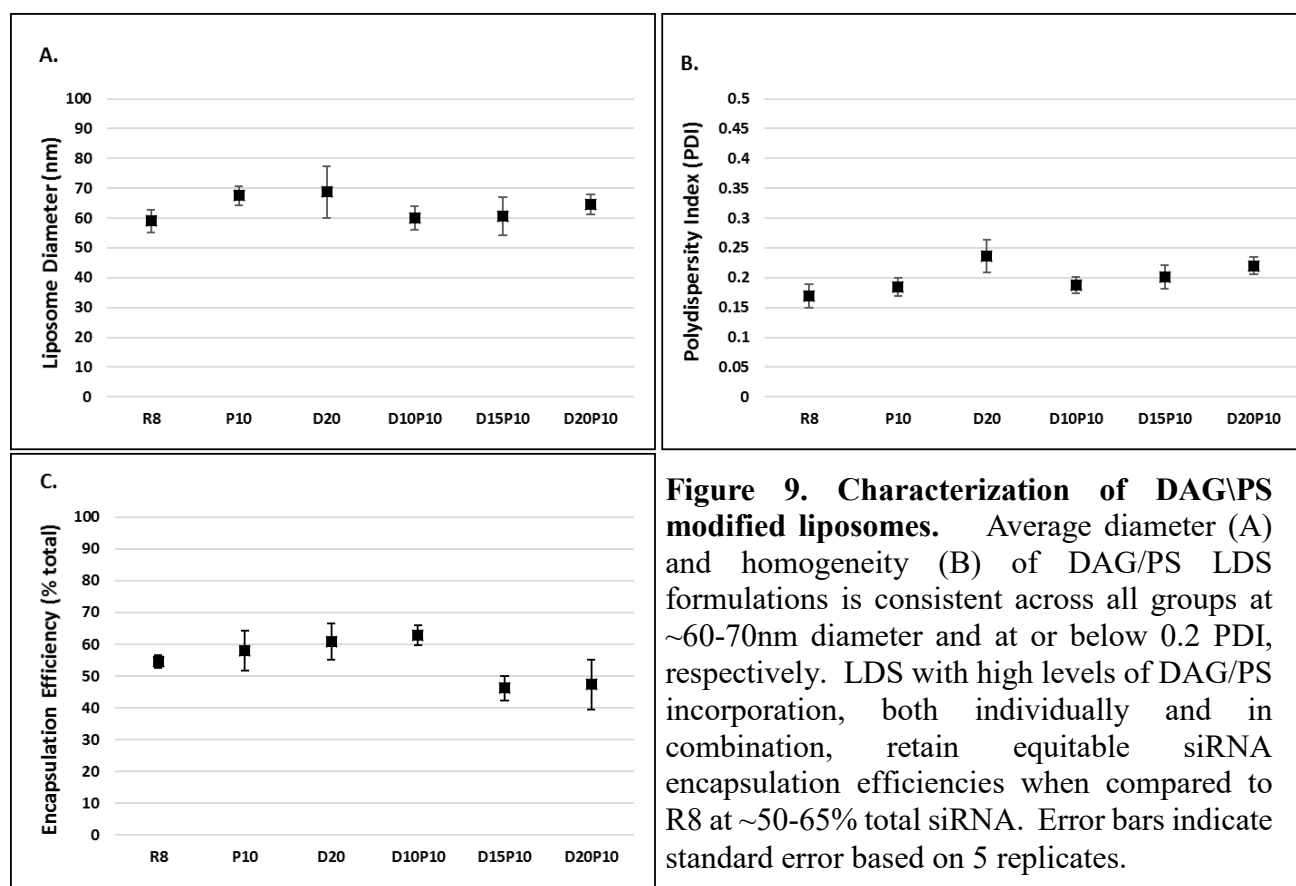 A.
Liposome Diameter (nm)
100
90
80
70
60
50
40
30
20
10
0
R8 P10 D20 D10P10 D15P10 D20P10
B.
Polydispersity Index (PDI)
0.5
0.45
0.4
0.35
0.3
0.25
0.2
0.15
0.1
0.05
0
R8 P10 D20 D10P10 D15P10 D20P10
C.
Encapsulation Efficiency (% total)
100
90
80
70
60
50
40
30
20
10
0
R8 P10 D20 D10P10 D15P10 D20P10
Figure 9. Characterization of DAG\PS
modified liposomes. Average diameter (A)
and homogeneity (B) of DAG/PS LDS
formulations is consistent across all groups at
~60-70nm diameter and at or below 0.2 PDI,
respectively. LDS with high levels of DAG/PS
incorporation, both individually and in
combination, retain equitable siRNA
encapsulation efficiencies when compared to
R8 at ~50-65% total siRNA. Error bars indicate
standard error based on 5 replicates.